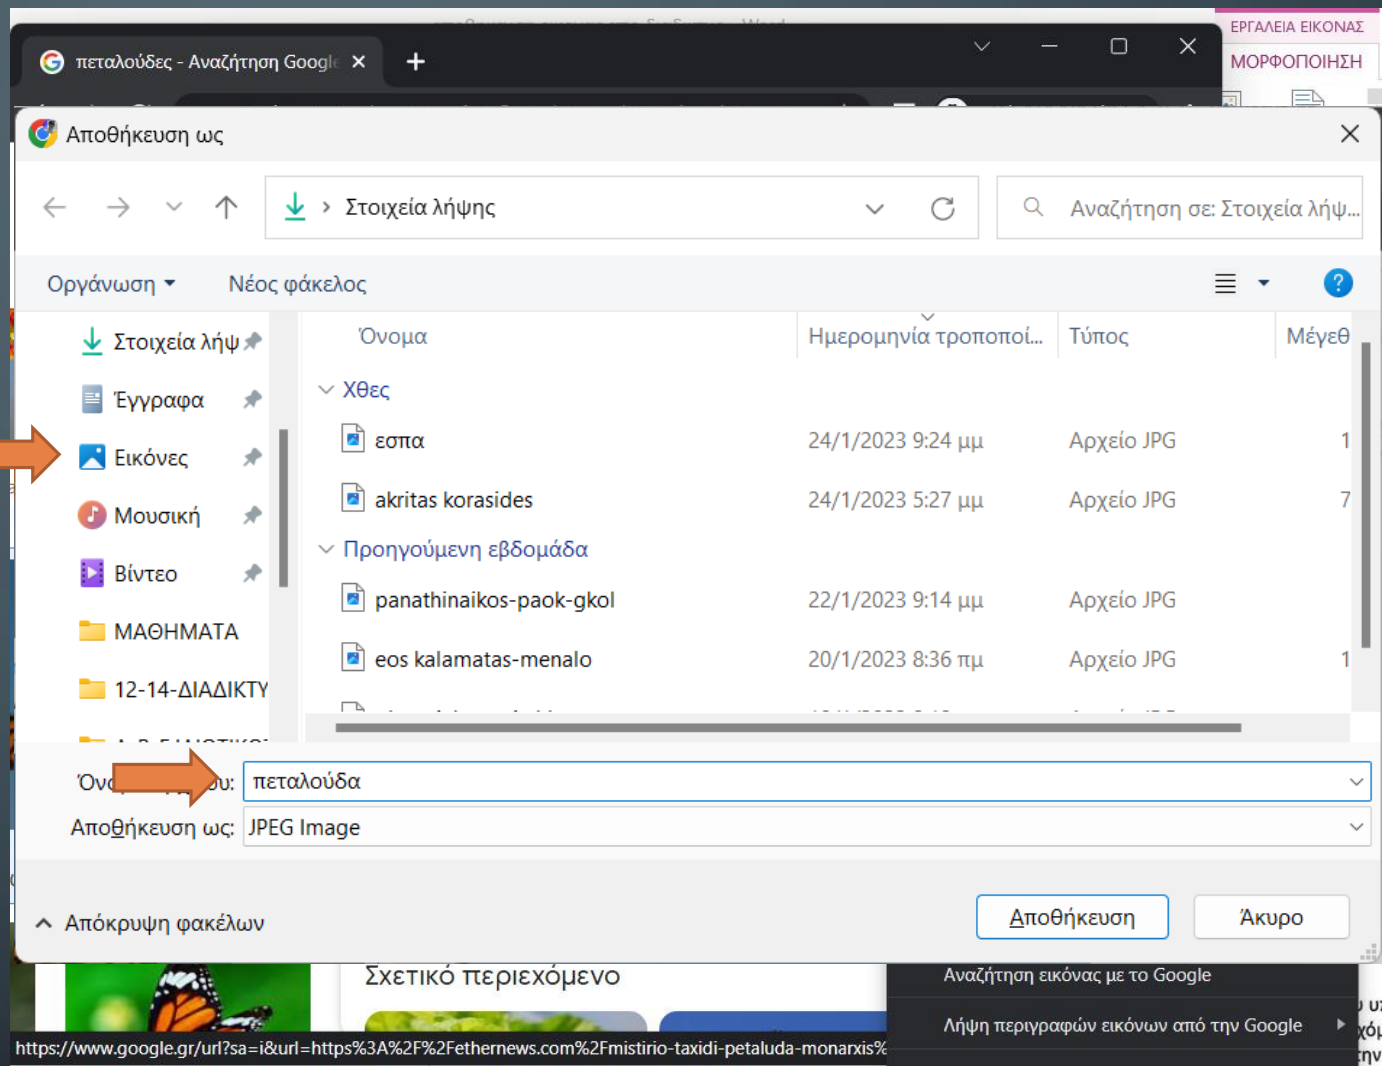 ΕΡΓΑΛΕΙΑ ΕΙΚΟΝΑΣ
πεταλούδες - Αναζήτηση Google
ΜΟΡΦΟΠΟΙΗΣΗ
Αποθήκευση ως
Στοιχεία λήψης
Αναζήτηση σε: Στοιχεία λήψ...
Οργάνωση
Νέος φάκελος
Στοιχεία λήψ
Έγγραφα
Εικόνες
Μουσική
Βίντεο
ΜΑΘΗΜΑΤΑ
12-14-ΔΙΑΔΙΚΤΥ
Όνομα Ημερομηνία τροποποί... Τύπος Μέγεθ
Χθες
εσπα 24/1/2023 9:24 μμ Αρχείο JPG 1
akritas korasides 24/1/2023 5:27 μμ Αρχείο JPG 7
Προηγούμενη εβδομάδα
panathinaikos-paok-gkol 22/1/2023 9:14 μμ Αρχείο JPG
eos kalamatas-menalo 20/1/2023 8:36 πμ Αρχείο JPG 1
πεταλούδα
Αποθήκευση ως: JPEG Image
Απόκρυψη φακέλων
Αποθήκευση
Άκυρο
Σχετικό περιεχόμενο
Αναζήτηση εικόνας με το Google
Λήψη περιγραφών εικόνων από την Google
https://www.google.gr/url?sa=i&url=https%3A%2F%2Fethernews.com%2Fmistirio-taxidi-petaluda-monarxis%